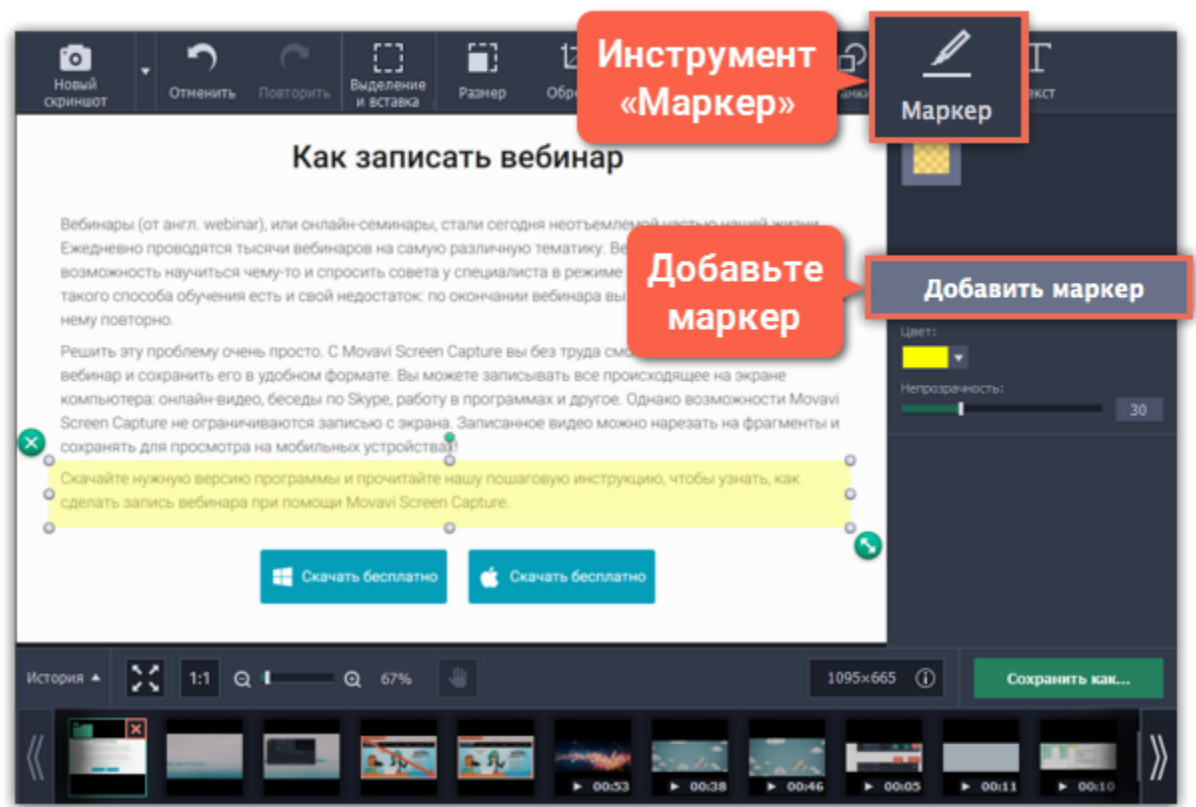 Новый
скриншот
Отменить
Повторить
Выделение
и вставка
Размер
Инструмент
«Маркер»
Маркер
Как записать вебинар
Вебинары (от англ. webinar), или онлайн-семинары, стали сегодня неотъемлемой частью нашей жизни.
Ежедневно проводятся тысячи вебинаров на самую различную тематику.
возможность научиться чему-то и спросить совета у специалиста в режиме
такого способа обучения есть и свой недостаток: по окончании вебинара вы
нему повторно.
Решить эту проблему очень просто. С Movavi Screen Capture вы без труда
вебинар и сохранить его в удобном формате. Вы можете записывать все происходящее на экране
компьютера: онлайн-видео, беседы по Skype, работу в программах и другое. Однако возможности Movavi
Screen Capture не ограничиваются записью с экрана. Записанное видео можно нарезать на фрагменты и
сохранять для просмотра на мобильных устройствах!
Скачайте нужную версию программы и прочитайте нашу пошаговую инструкцию, чтобы узнать, как
сделать запись вебинара при помощи Movavi Screen Capture.
Скачать бесплатно
Скачать бесплатно
Добавьте
маркер
Добавить маркер
Цвет:
Непрозрачность:
30
История
1:1
67%
1095×665
Сохранить как...
00:53
00:38
00:46
00:05
00:11
00:10